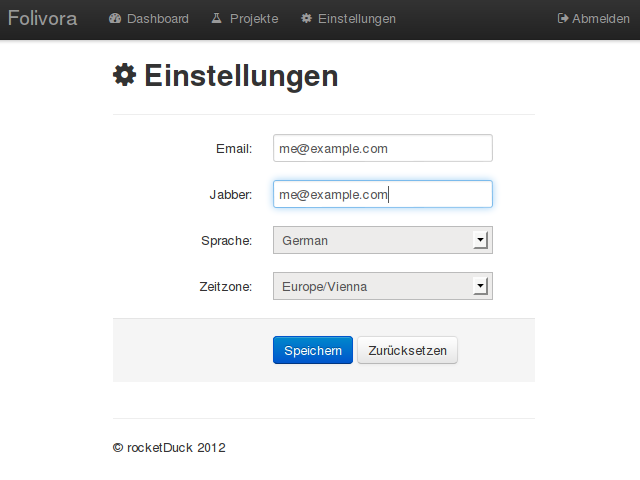 Folivora Dashboard Projekte Einstellungen Abmelden
Einstellungen
Email: me@example.com
Jabber: me@example.com
Sprache: German
Zeitzone: Europe/Vienna
Speichern Zurücksetzen
© rocketDuck 2012